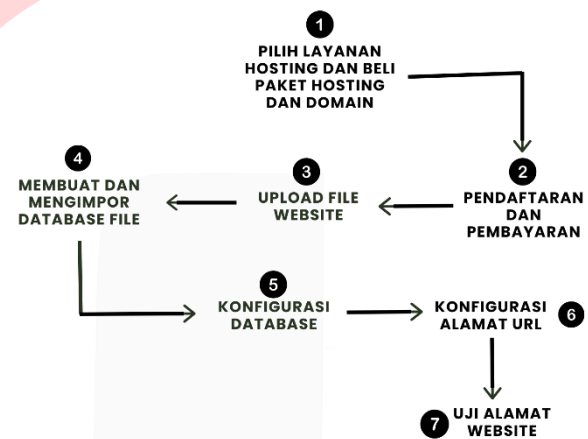 1
PILIH LAYANAN
HOSTING DAN BELI
PAKET HOSTING
DAN DOMAIN
2
PENDAFTARAN
DAN
PEMBAYARAN
3
UPLOAD FILE
WEBSITE
4
MEMBUAT DAN
MENGIMPOR
DATABASE FILE
5
KONFIGURASI
DATABASE
6
KONFIGURASI
ALAMAT URL
7
UJI ALAMAT
WEBSITE